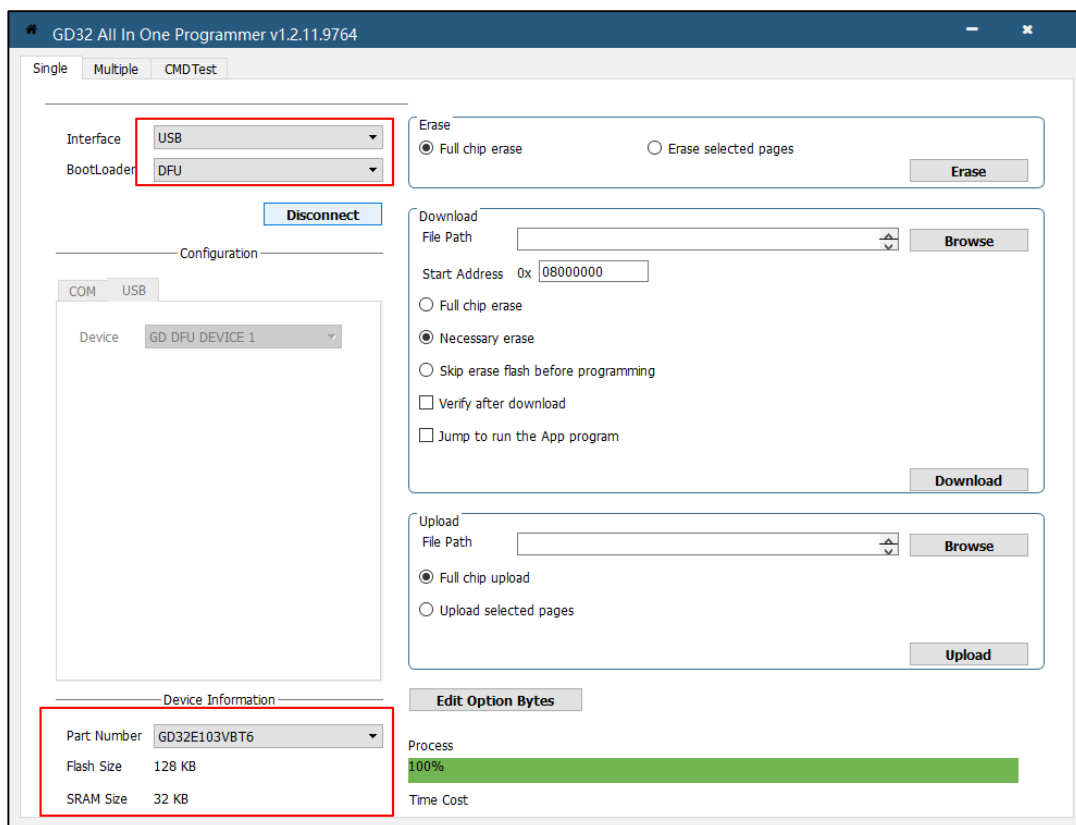 GD32 All In One Programmer v1.2.11.9764
Single Multiple CMDTest
Interface USB
BootLoader DFU
Disconnect
Configuration
COM USB
Device GD DFU DEVICE 1
Device Information
Part Number GD32E103VBT6
Flash Size 128 KB
SRAM Size 32 KB
Erase
Full chip erase Erase selected pages
Erase
Download
File Path Browse
Start Address 0x 08000000
Full chip erase
Necessary erase
Skip erase flash before programming
Verify after download
Jump to run the App program
Download
Upload
File Path Browse
Full chip upload
Upload selected pages
Upload
Edit Option Bytes
Process
100%
Time Cost